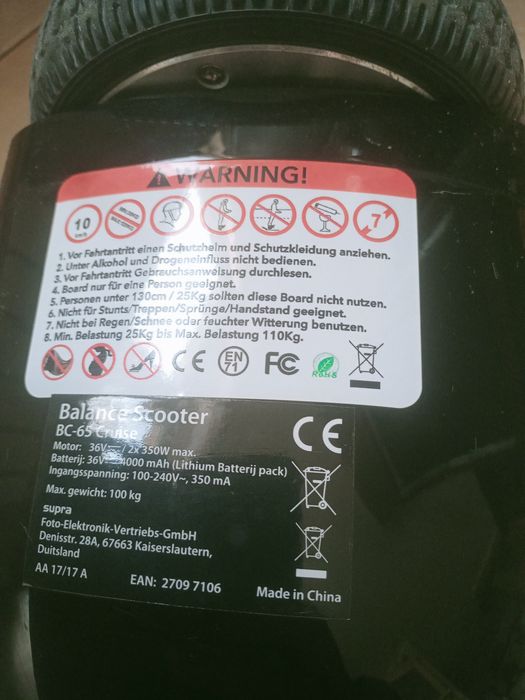 WARNING!
10
km/h
7
1. Vor Fahrtantritt einen Schutzhelm und Schutzkleidung anziehen.
2. Unter Alkohol und Drogeneinfluss nicht bedienen.
3. Vor Fahrtantritt Gebrauchsanweisung durchlesen.
4. Board nur für eine Person geeignet.
5. Personen unter 130cm / 25Kg sollten diese Board nicht nutzen.
6. Nicht für Stunts/Treppen/Sprünge/Handstand geeignet.
7. Nicht bei Regen/Schnee oder feuchter Witterung benutzen.
8. Min. Belastung 25Kg bis Max. Belastung 110Kg.
CE EN 71 FC RoHS
Balance Scooter
BC-65 Cruise
CE
Motor: 36V⎓ / 2x 350W max.
Batterij: 36V⎓ 4000 mAh (Lithium Batterij pack)
Ingangsspanning: 100-240V~, 350 mA
Max. gewicht: 100 kg
supra
Foto-Elektronik-Vertriebs-GmbH
Denisstr. 28A, 67663 Kaiserslautern,
Duitsland
AA 17/17 A
EAN: 2709 7106
Made in China